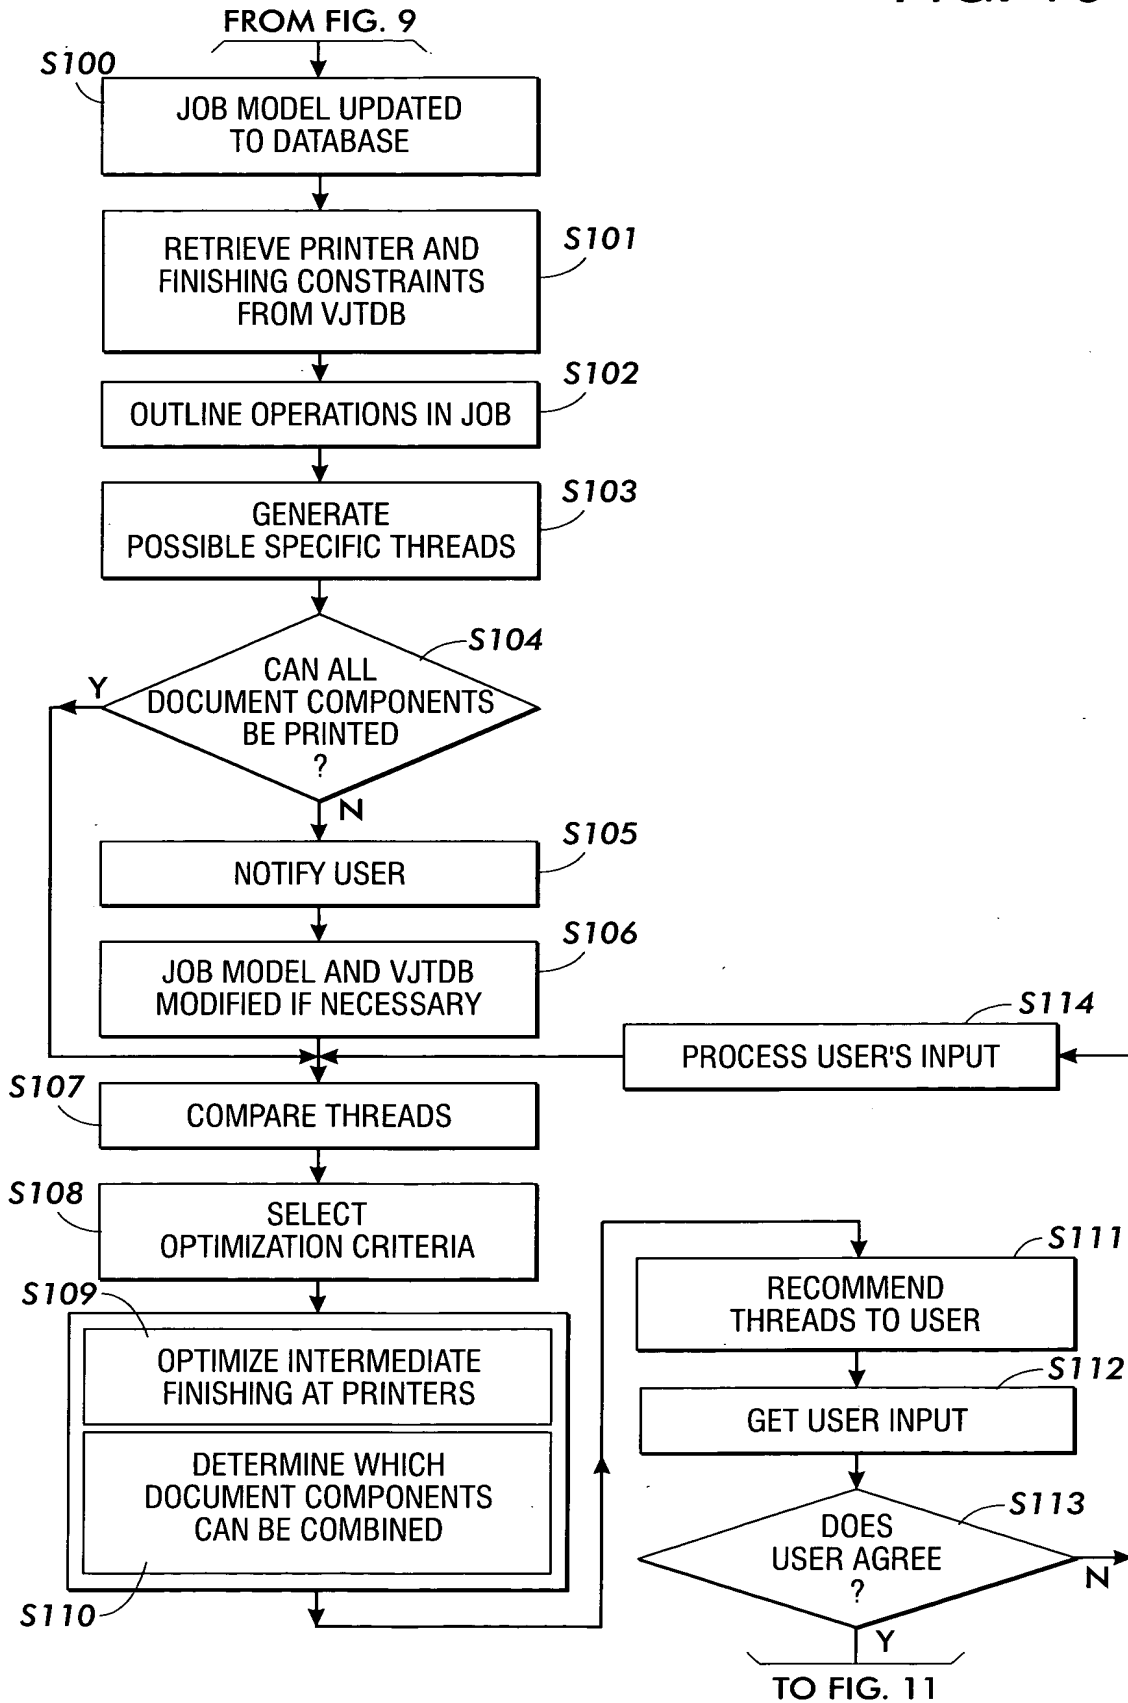 FROM FIG. 9
S100
JOB MODEL UPDATED
TO DATABASE
S101
RETRIEVE PRINTER AND
FINISHING CONSTRAINTS
FROM VJTDB
S102
OUTLINE OPERATIONS IN JOB
S103
GENERATE
POSSIBLE SPECIFIC THREADS
S104
CAN ALL
DOCUMENT COMPONENTS
BE PRINTED
?
Y
N
S105
NOTIFY USER
S106
JOB MODEL AND VJTDB
MODIFIED IF NECESSARY
S114
PROCESS USER'S INPUT
S107
COMPARE THREADS
S108
SELECT
OPTIMIZATION CRITERIA
S109
OPTIMIZE INTERMEDIATE
FINISHING AT PRINTERS
DETERMINE WHICH
DOCUMENT COMPONENTS
CAN BE COMBINED
S110
S111
RECOMMEND
THREADS TO USER
S112
GET USER INPUT
S113
DOES
USER AGREE
?
N
Y
TO FIG. 11